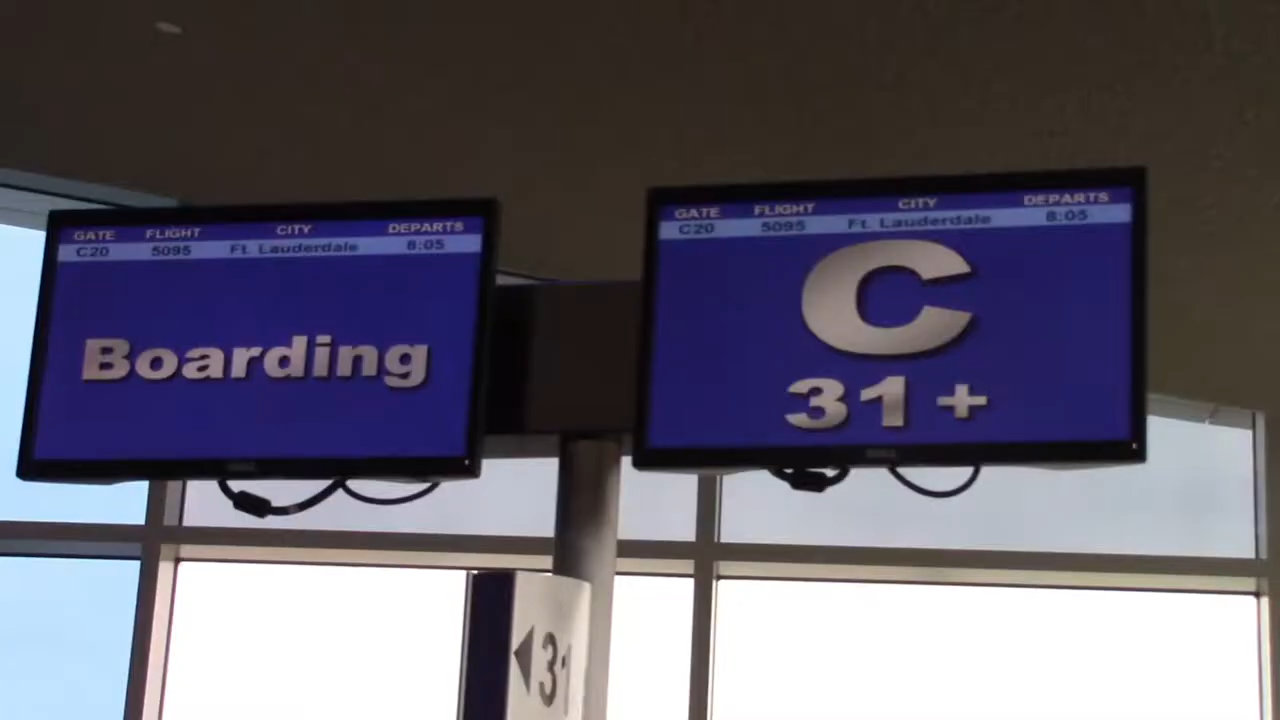 GATE FLIGHT CITY DEPARTS
C20 5095 Ft. Lauderdale 8:05
Boarding
GATE FLIGHT CITY DEPARTS
C20 5095 Ft. Lauderdale 8:05
C
31+
DELL
31